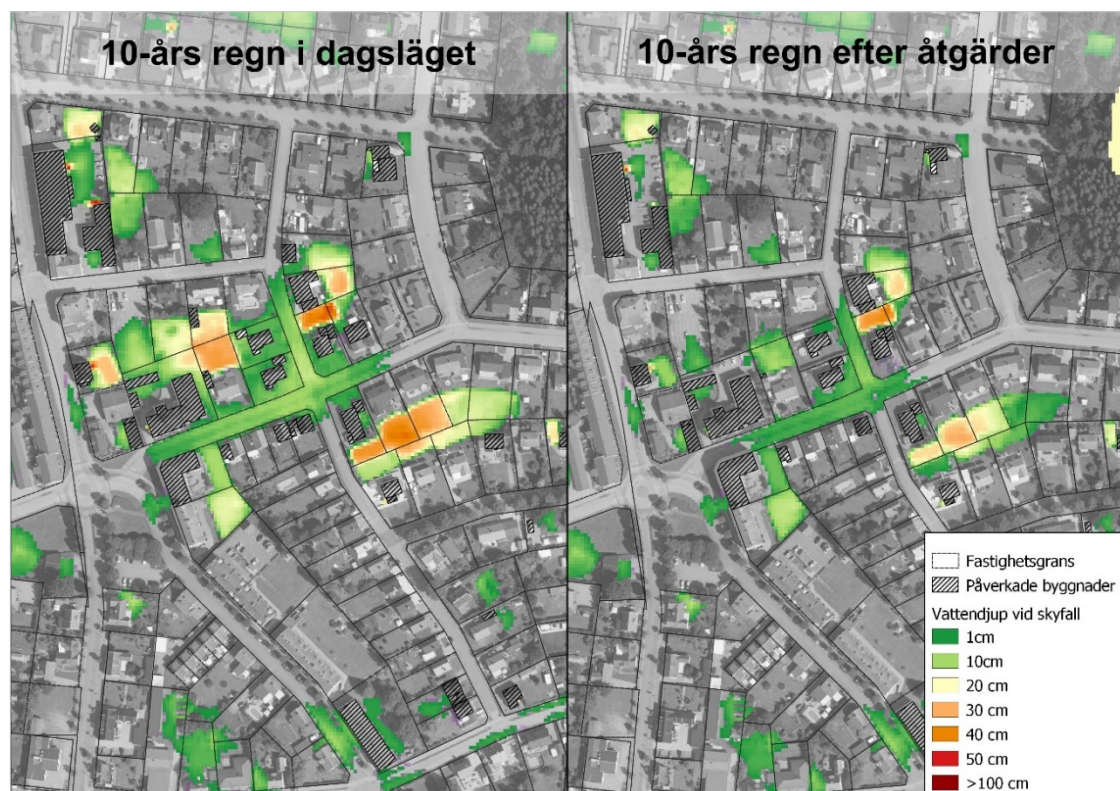 10-års regn i dagsläget
10-års regn efter åtgärder
Fastighetsgrans
Påverkade byggnader
Vattendjup vid skyfall
1cm
10cm
20 cm
30 cm
40 cm
50 cm
>100 cm